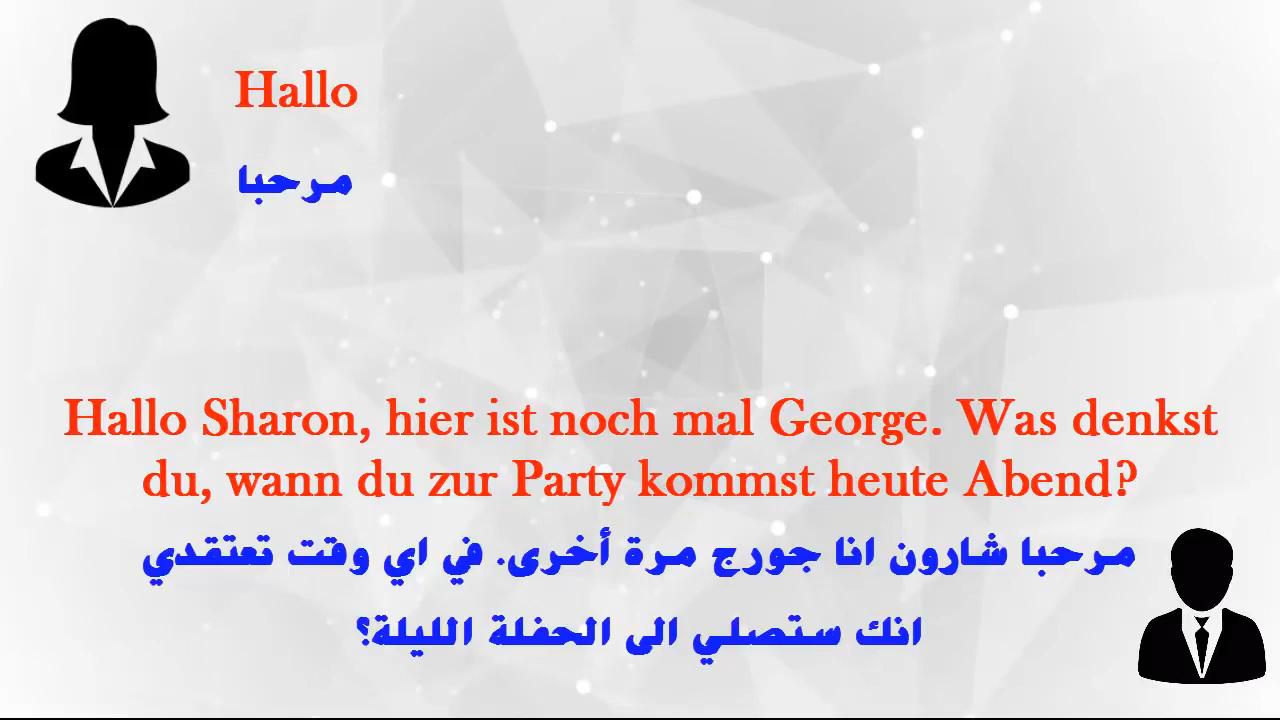 Hallo
مرحبا
Hallo Sharon, hier ist noch mal George. Was denkst
du, wann du zur Party kommst heute Abend?
مرحبا شارون انا جورج مرة أخرى. في اي وقت تعتقدي
انك ستصلي الى الحفلة الليلة؟